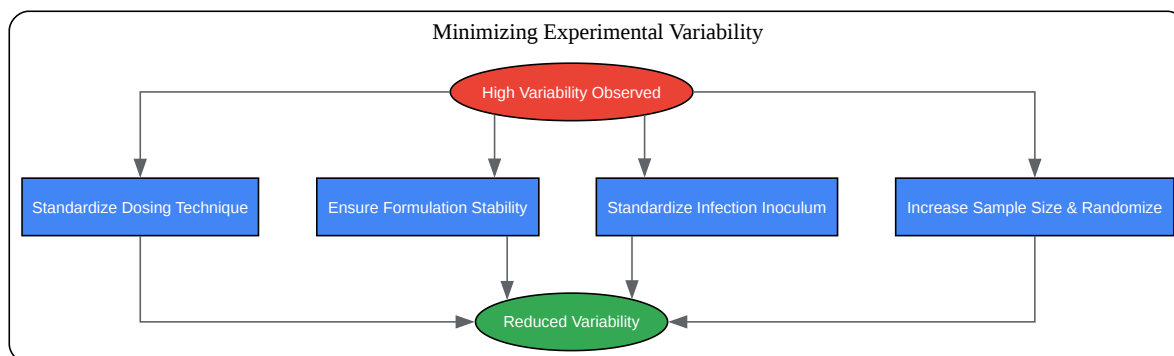 Minimizing Experimental Variability
High Variability Observed
Standardize Dosing Technique
Ensure Formulation Stability
Standardize Infection Inoculum
Increase Sample Size & Randomize
Reduced Variability